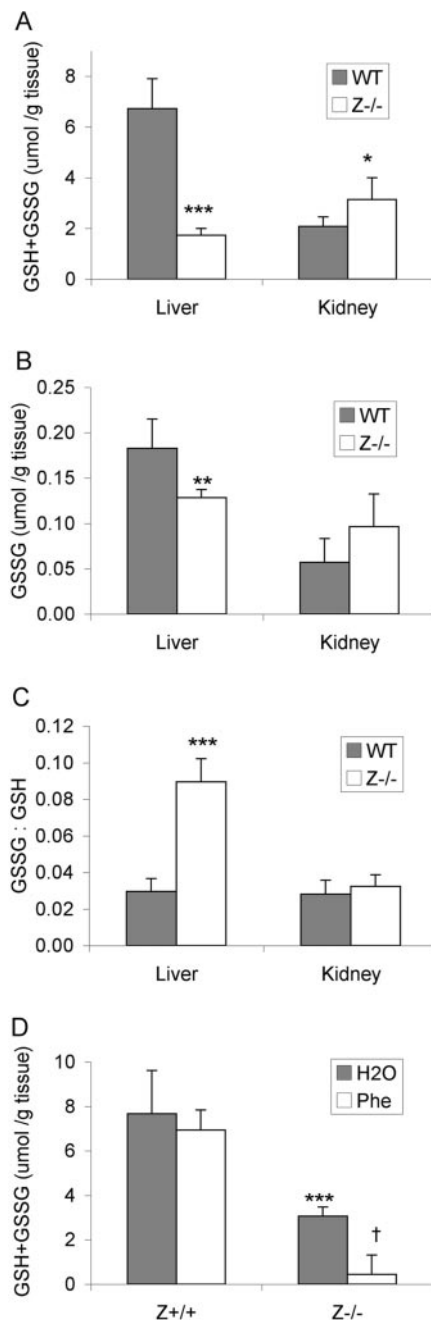 A
GSH+GSSG (umol /g tissue)
8
6
4
2
0
WT
Z-/-
***
*
Liver Kidney
B
GSSG (umol /g tissue)
0.25
0.20
0.15
0.10
0.05
0.00
WT
Z-/-
**
Liver Kidney
C
GSSG : GSH
0.12
0.10
0.08
0.06
0.04
0.02
0.00
WT
Z-/-
***
Liver Kidney
D
GSH+GSSG (umol /g tissue)
10
8
6
4
2
0
H2O
Phe
***
†
Z+/+ Z-/-